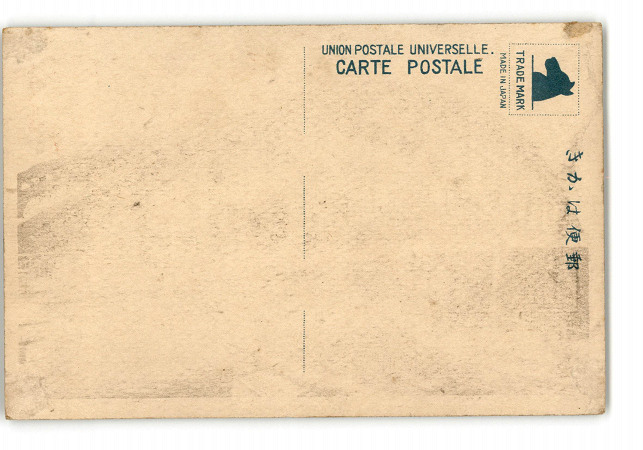 UNION POSTALE UNIVERSELLE.
CARTE POSTALE
TRADE MARK
MADE IN JAPAN
郵便はかき